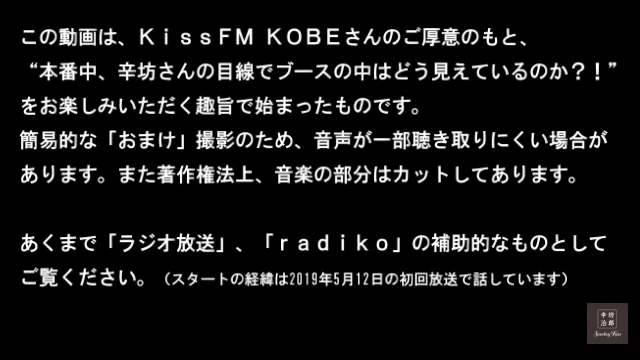 この動画は、ＫｉｓｓＦＭ ＫＯＢＥさんのご厚意のもと、
“本番中、辛坊さんの目線でブースの中はどう見えているのか？！”
をお楽しみいただく趣旨で始まったものです。
簡易的な「おまけ」撮影のため、音声が一部聴き取りにくい場合が
あります。また著作権法上、音楽の部分はカットしてあります。
あくまで「ラジオ放送」、「ｒａｄｉｋｏ」の補助的なものとして
ご覧ください。（スタートの経緯は2019年5月12日の初回放送で話しています）
辛坊
治郎
Sunday Kiss